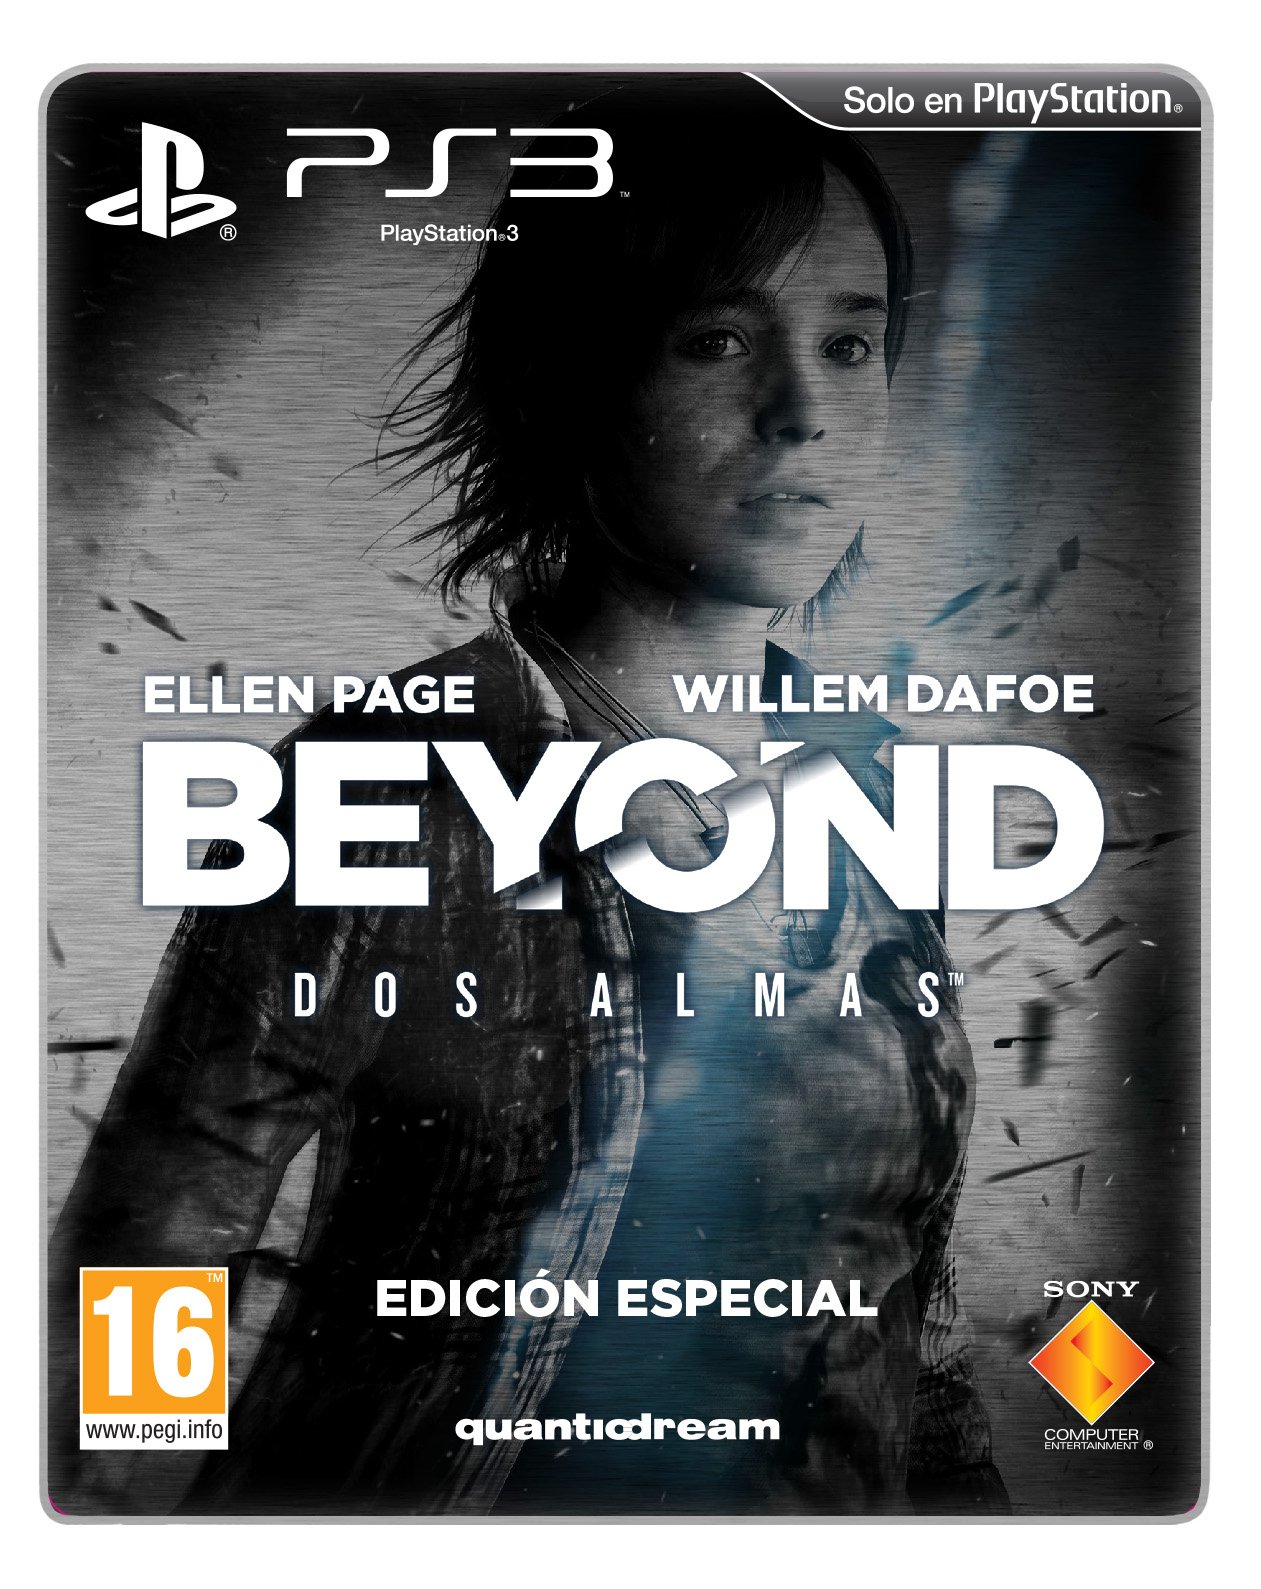 Solo en PlayStation®
PS3™
PlayStation®3
®
ELLEN PAGE
WILLEM DAFOE
BEYOND
DOS ALMAS™
EDICIÓN ESPECIAL
16™
www.pegi.info
quanticdream
SONY
COMPUTER
ENTERTAINMENT ®